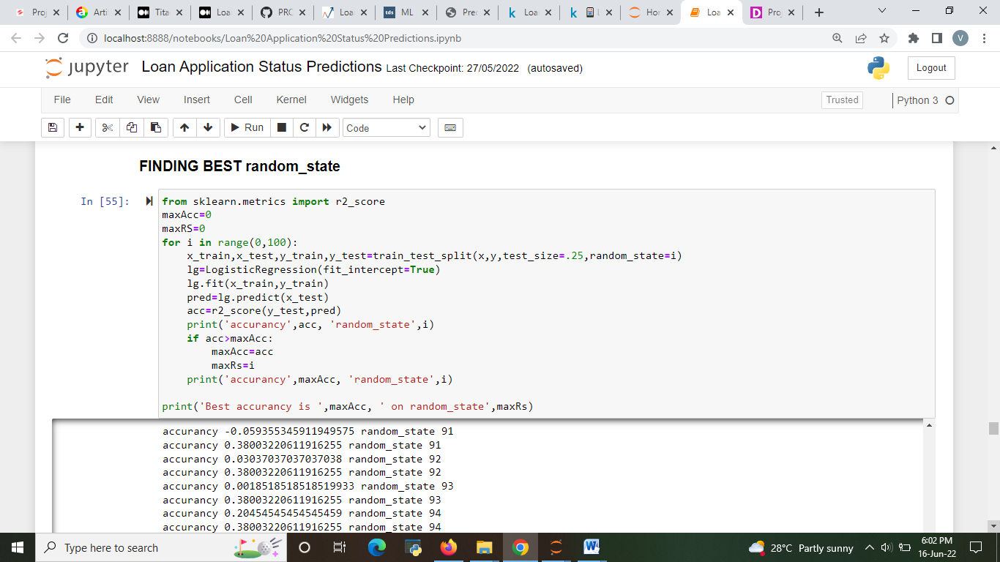 Proj
Arti
Tita
Loa
PRC
Loa
ML
Prec
Loa
L
Hor
Loa
Proj
localhost:8888/notebooks/Loan%20Application%20Status%20Predictions.ipynb
V
jupyter Loan Application Status Predictions Last Checkpoint: 27/05/2022 (autosaved)
Logout
File Edit View Insert Cell Kernel Widgets Help
Trusted
Python 3
Run
Code
FINDING BEST random_state
In [55]:
from sklearn.metrics import r2_score
maxAcc=0
maxRS=0
for i in range(0,100):
    x_train,x_test,y_train,y_test=train_test_split(x,y,test_size=.25,random_state=i)
    lg=LogisticRegression(fit_intercept=True)
    lg.fit(x_train,y_train)
    pred=lg.predict(x_test)
    acc=r2_score(y_test,pred)
    print('accurancy',acc, 'random_state',i)
    if acc>maxAcc:
        maxAcc=acc
        maxRs=i
    print('accurancy',maxAcc, 'random_state',i)
print('Best accurancy is ',maxAcc, ' on random_state',maxRs)
accurancy -0.059355345911949575 random_state 91
accurancy 0.38003220611916255 random_state 91
accurancy 0.03037037037037038 random_state 92
accurancy 0.38003220611916255 random_state 92
accurancy 0.0018518518518519933 random_state 93
accurancy 0.38003220611916255 random_state 93
accurancy 0.20454545454545459 random_state 94
accurancy 0.38003220611916255 random_state 94
Type here to search
28°C Partly sunny
6:02 PM
16-Jun-22